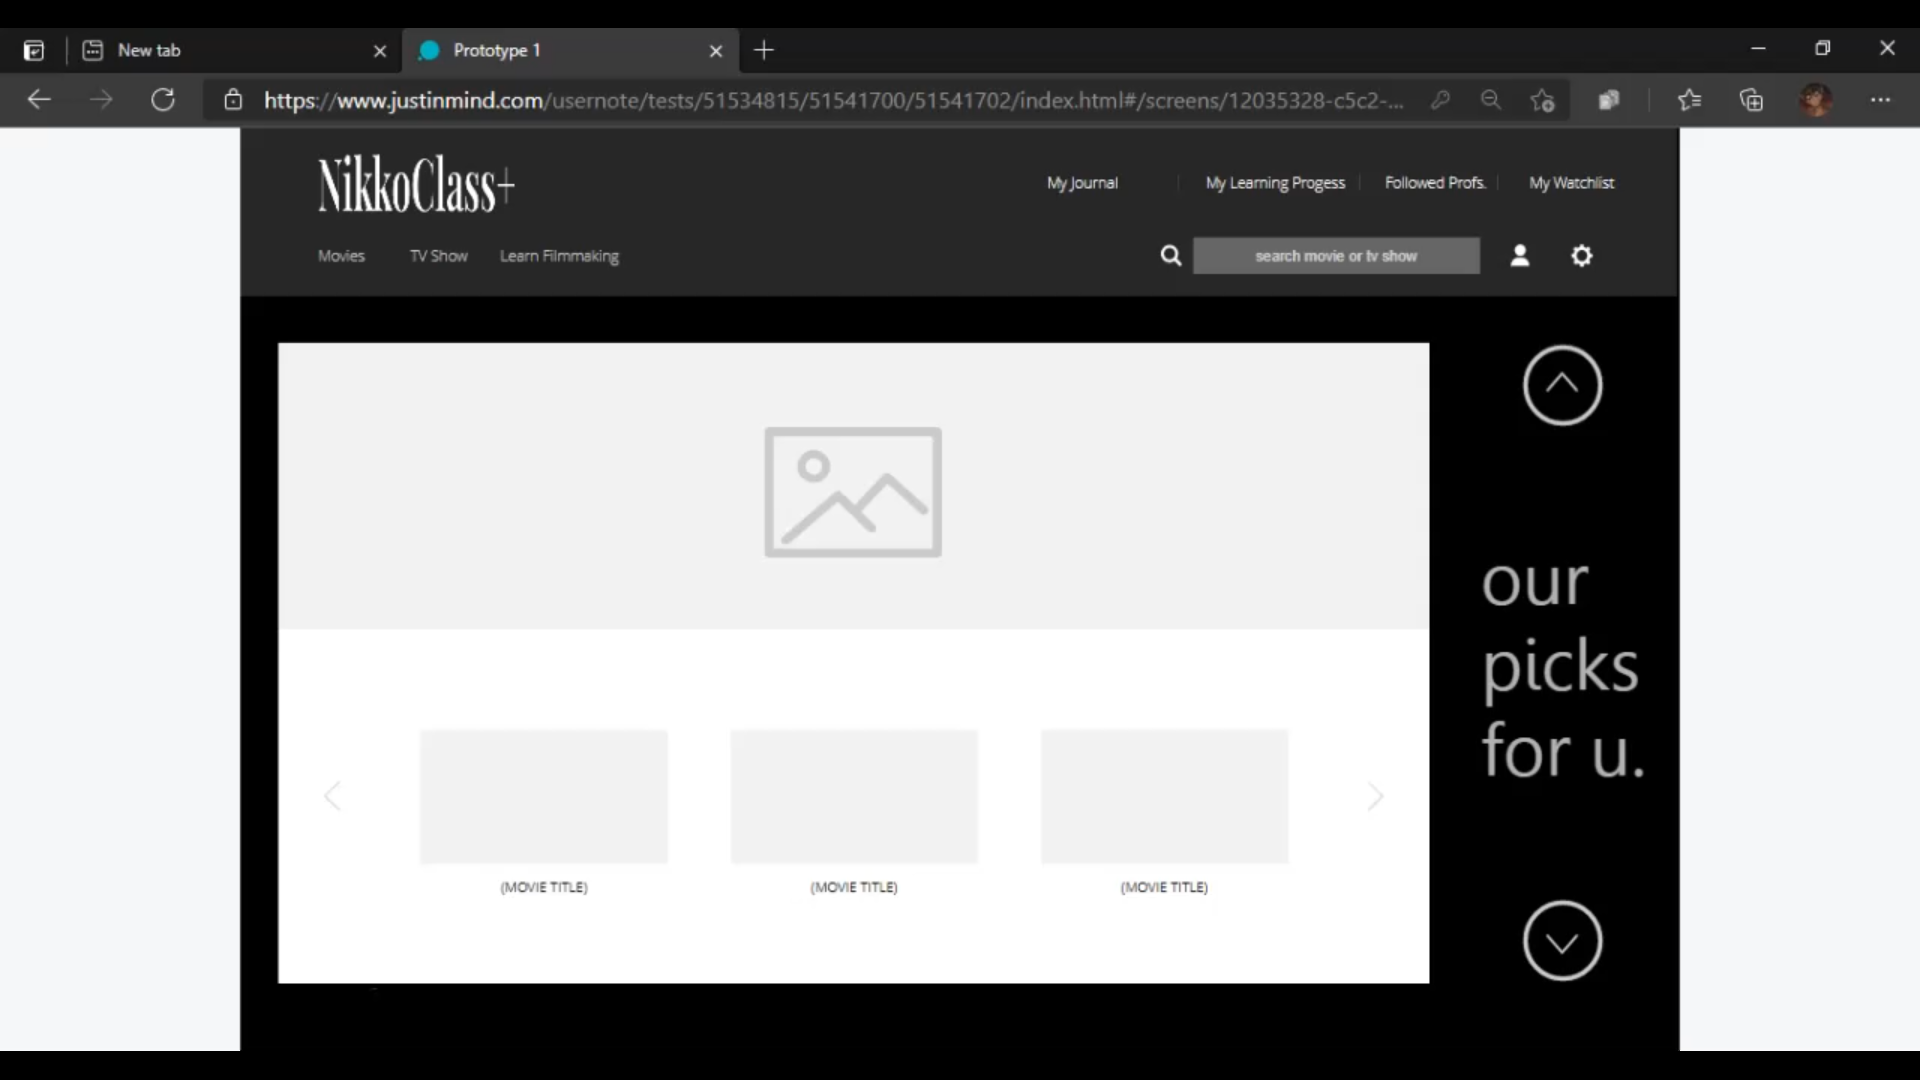 New tab
Prototype 1
https://www.justinmind.com/usernote/tests/51534815/51541700/51541702/index.html#/screens/12035328-c5c2-...
NikkoClass+
My Journal
My Learning Progess
Followed Profs.
My Watchlist
Movies
TV Show
Learn Filmmaking
search movie or tv show
our
picks
for u.
(MOVIE TITLE)
(MOVIE TITLE)
(MOVIE TITLE)